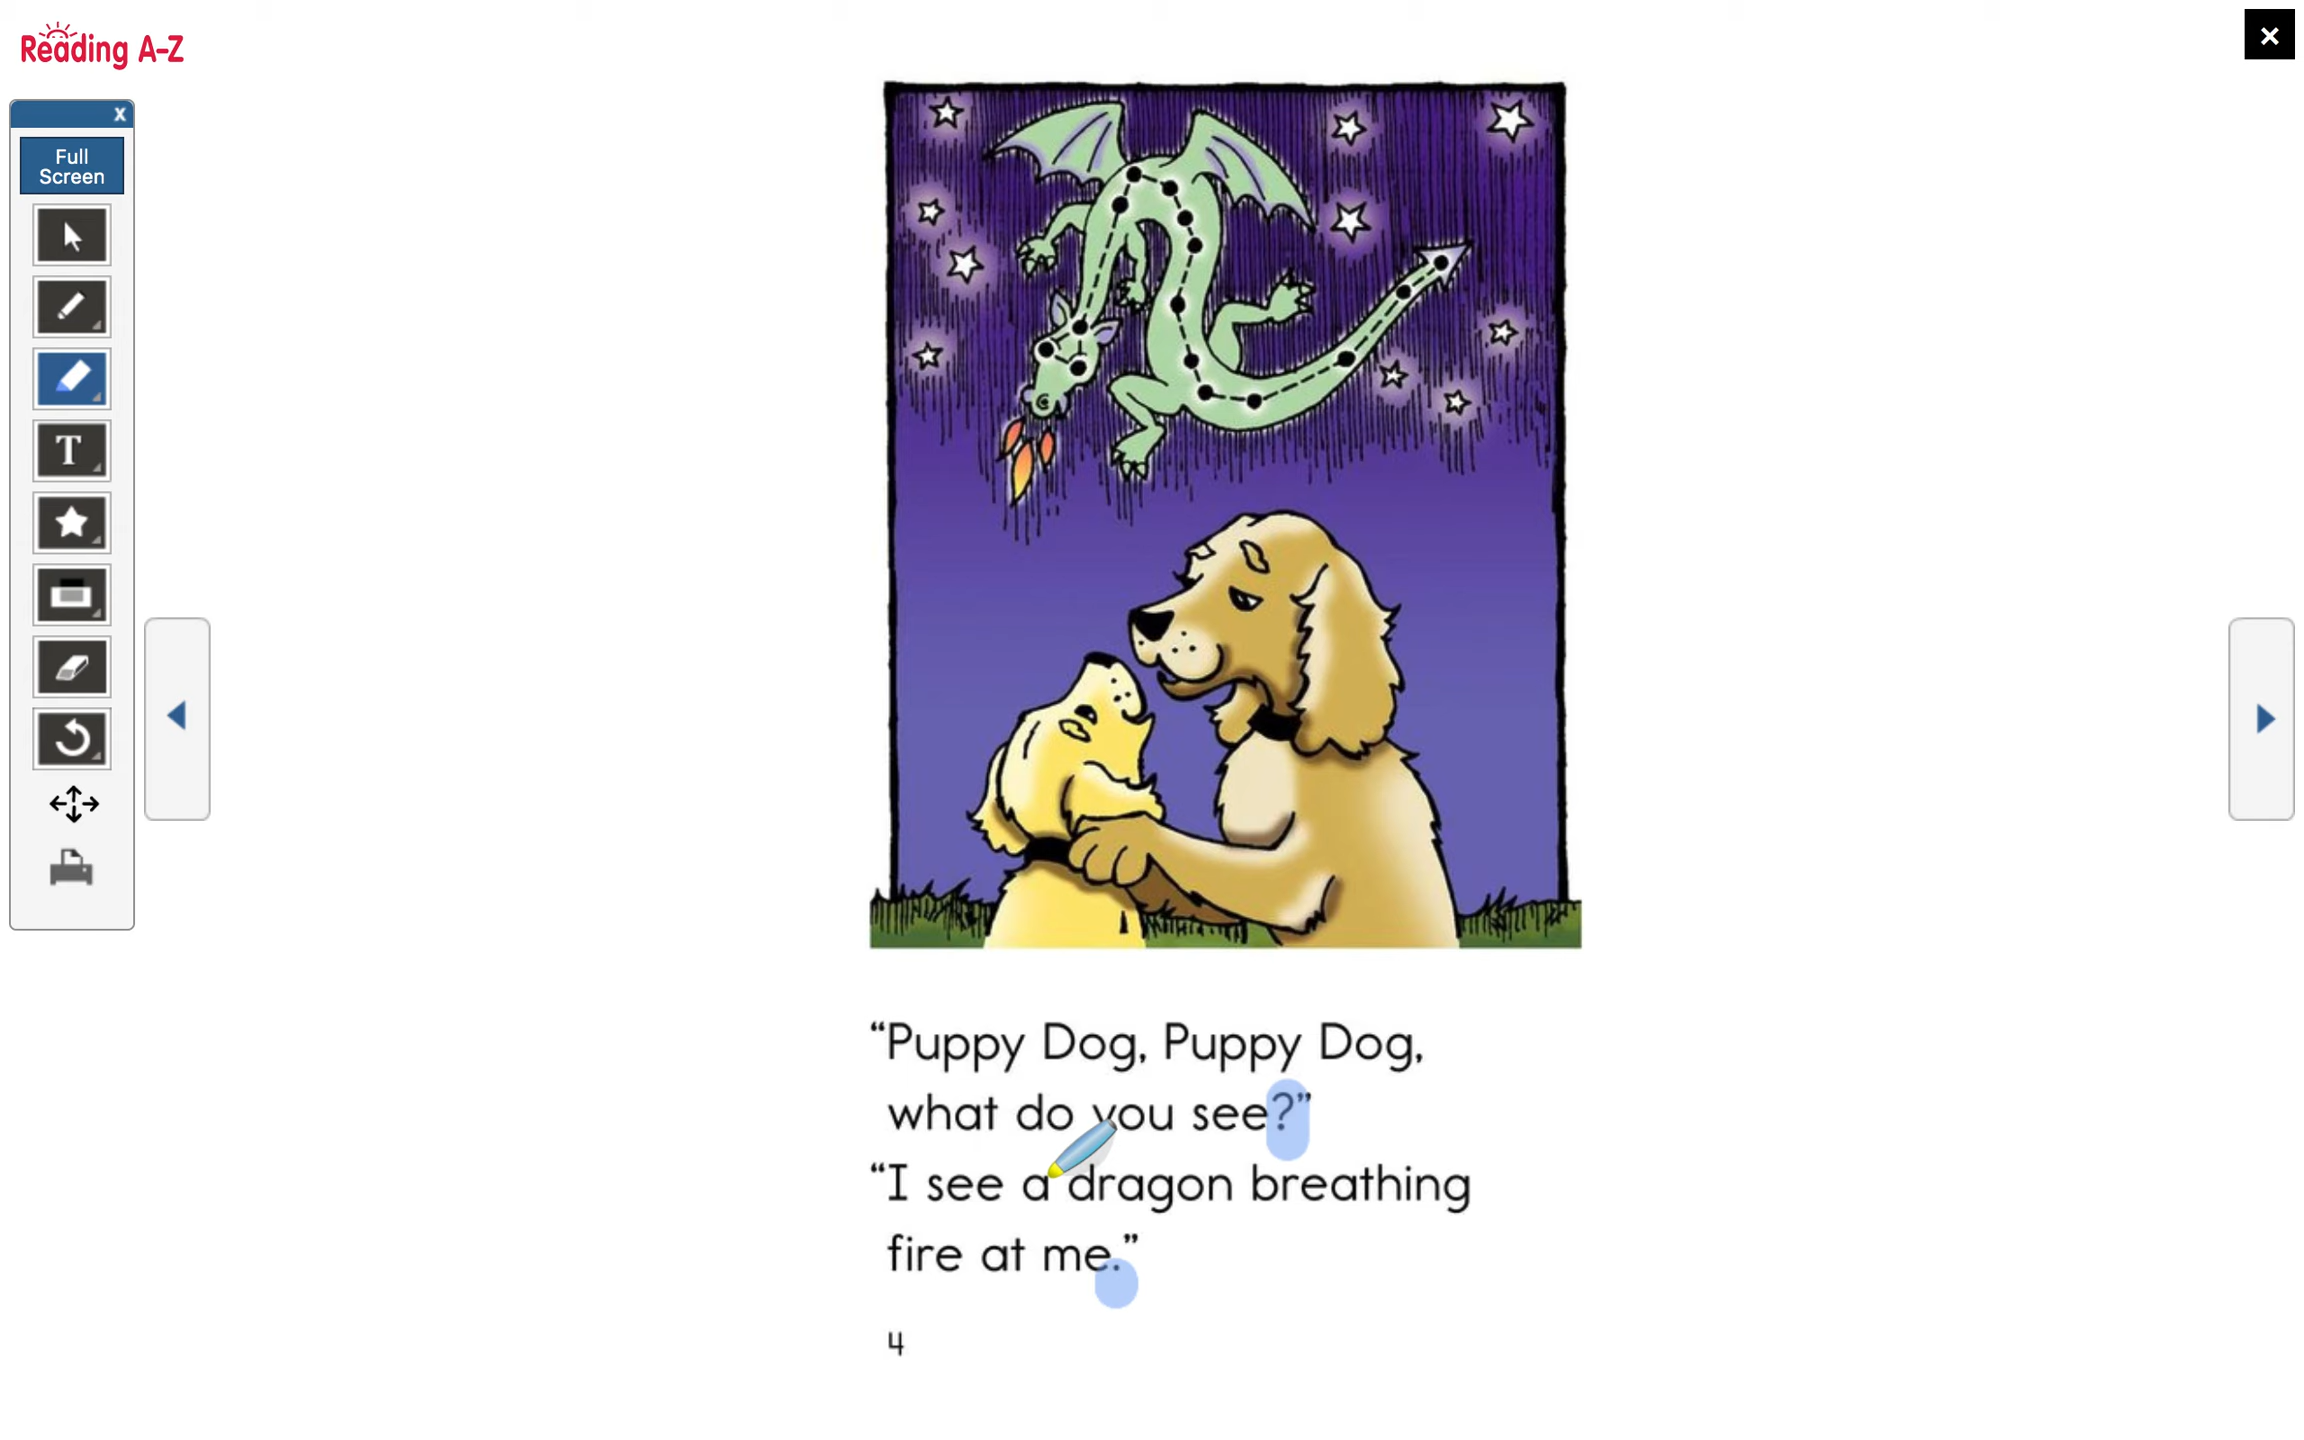 Reading A-Z
x
Full
Screen
T
“Puppy Dog, Puppy Dog,
what do you see?”
“I see a dragon breathing
fire at me.”
4